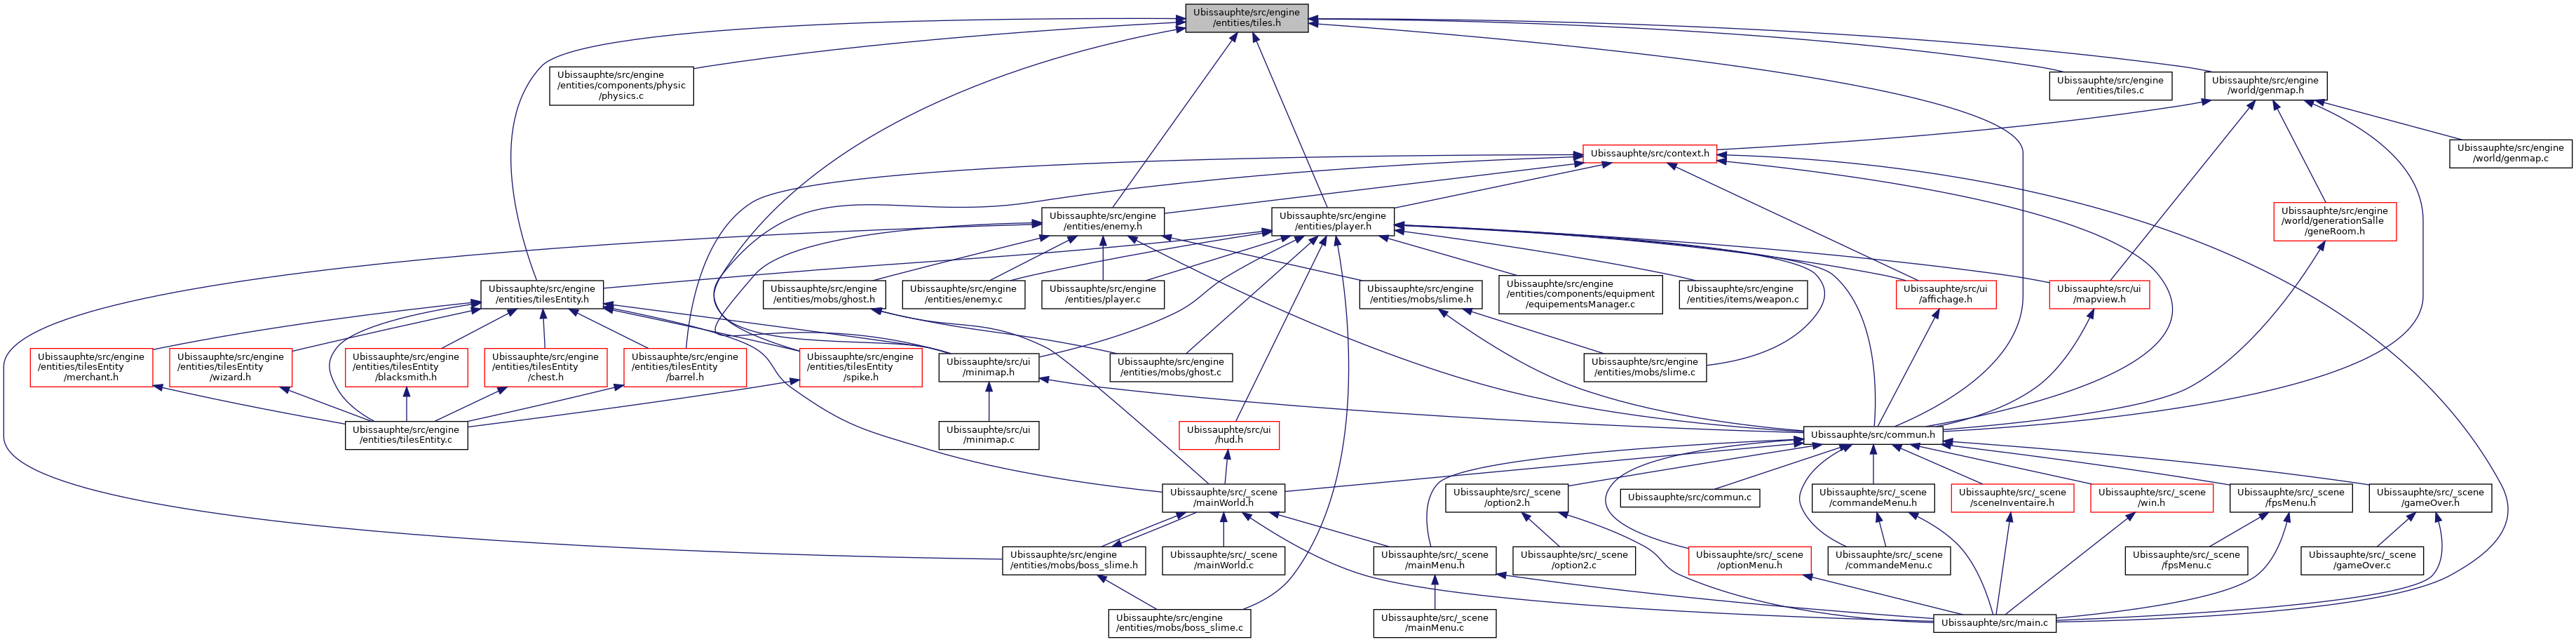 Ubissauphte/src/engine
/entities/tiles.h
Ubissauphte/src/engine
/entities/components/physic
/physics.c
Ubissauphte/src/engine
/entities/tiles.c
Ubissauphte/src/engine
/world/genmap.h
Ubissauphte/src/context.h
Ubissauphte/src/engine
/world/genmap.c
Ubissauphte/src/engine
/entities/enemy.h
Ubissauphte/src/engine
/entities/player.h
Ubissauphte/src/engine
/world/generationSalle
/geneRoom.h
Ubissauphte/src/engine
/entities/tilesEntity.h
Ubissauphte/src/engine
/entities/mobs/ghost.h
Ubissauphte/src/engine
/entities/enemy.c
Ubissauphte/src/engine
/entities/player.c
Ubissauphte/src/engine
/entities/mobs/slime.h
Ubissauphte/src/engine
/entities/components/equipment
/equipementsManager.c
Ubissauphte/src/engine
/entities/items/weapon.c
Ubissauphte/src/ui
/affichage.h
Ubissauphte/src/ui
/mapview.h
Ubissauphte/src/engine
/entities/tilesEntity
/merchant.h
Ubissauphte/src/engine
/entities/tilesEntity
/wizard.h
Ubissauphte/src/engine
/entities/tilesEntity
/blacksmith.h
Ubissauphte/src/engine
/entities/tilesEntity
/chest.h
Ubissauphte/src/engine
/entities/tilesEntity
/barrel.h
Ubissauphte/src/engine
/entities/tilesEntity
/spike.h
Ubissauphte/src/ui
/minimap.h
Ubissauphte/src/engine
/entities/mobs/ghost.c
Ubissauphte/src/engine
/entities/mobs/slime.c
Ubissauphte/src/engine
/entities/tilesEntity.c
Ubissauphte/src/ui
/minimap.c
Ubissauphte/src/ui
/hud.h
Ubissauphte/src/commun.h
Ubissauphte/src/_scene
/mainWorld.h
Ubissauphte/src/_scene
/option2.h
Ubissauphte/src/commun.c
Ubissauphte/src/_scene
/commandeMenu.h
Ubissauphte/src/_scene
/sceneInventaire.h
Ubissauphte/src/_scene
/win.h
Ubissauphte/src/_scene
/fpsMenu.h
Ubissauphte/src/_scene
/gameOver.h
Ubissauphte/src/engine
/entities/mobs/boss_slime.h
Ubissauphte/src/_scene
/mainWorld.c
Ubissauphte/src/_scene
/mainMenu.h
Ubissauphte/src/_scene
/option2.c
Ubissauphte/src/_scene
/optionMenu.h
Ubissauphte/src/_scene
/commandeMenu.c
Ubissauphte/src/_scene
/fpsMenu.c
Ubissauphte/src/_scene
/gameOver.c
Ubissauphte/src/engine
/entities/mobs/boss_slime.c
Ubissauphte/src/_scene
/mainMenu.c
Ubissauphte/src/main.c